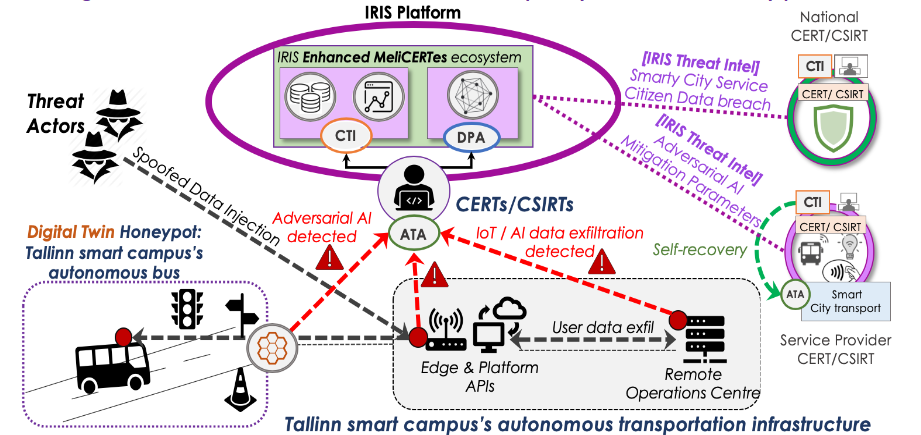 IRIS Platform
IRIS Enhanced MeliCERTes ecosystem
CTI
DPA
Threat
Actors
Spoofed Data Injection
CERTs/CSIRTs
ATA
Adversarial AI
detected
IoT / AI data exfiltration
detected
[IRIS Threat Intel]
Smarty City Service
Citizen Data breach
[IRIS Threat Intel]
Adversarial AI
Mitigation Parameters
National
CERT/CSIRT
CTI
CERT/ CSIRT
CTI
CERT/ CSIRT
Self-recovery
ATA
Smart
City transport
Service Provider
CERT/CSIRT
Digital Twin Honeypot:
Tallinn smart campus's
autonomous bus
User data exfil
Edge & Platform
APIs
Remote
Operations Centre
Tallinn smart campus's autonomous transportation infrastructure